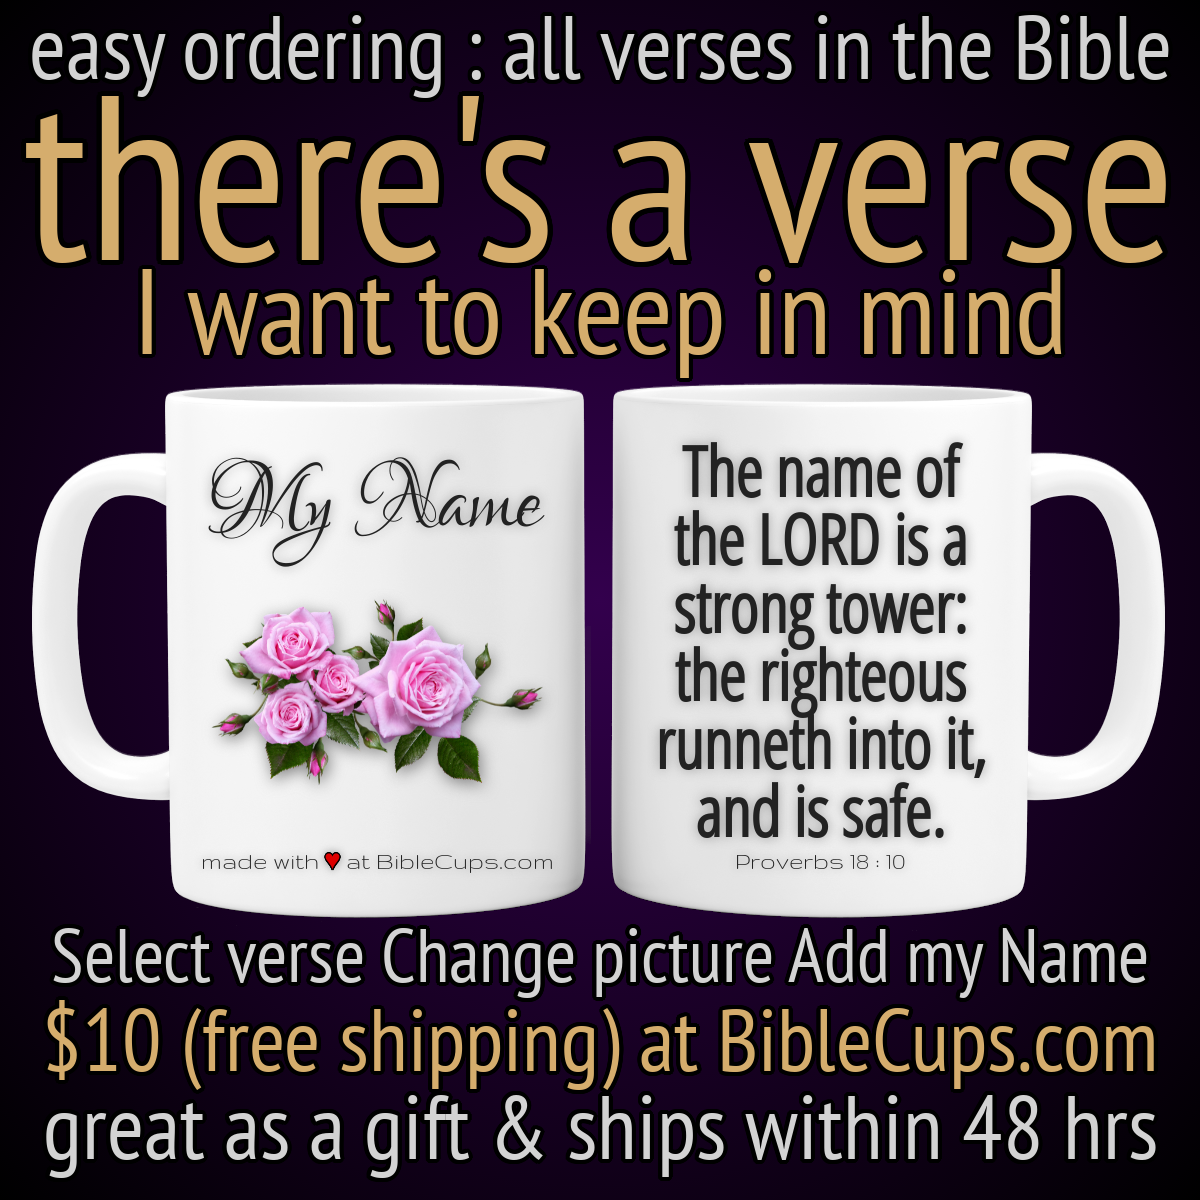 easy ordering : all verses in the Bible
there's a verse
I want to keep in mind
My Name
made with ♥ at BibleCups.com
The name of
the LORD is a
strong tower:
the righteous
runneth into it,
and is safe.
Proverbs 18 : 10
Select verse Change picture Add my Name
$10 (free shipping) at BibleCups.com
great as a gift & ships within 48 hrs